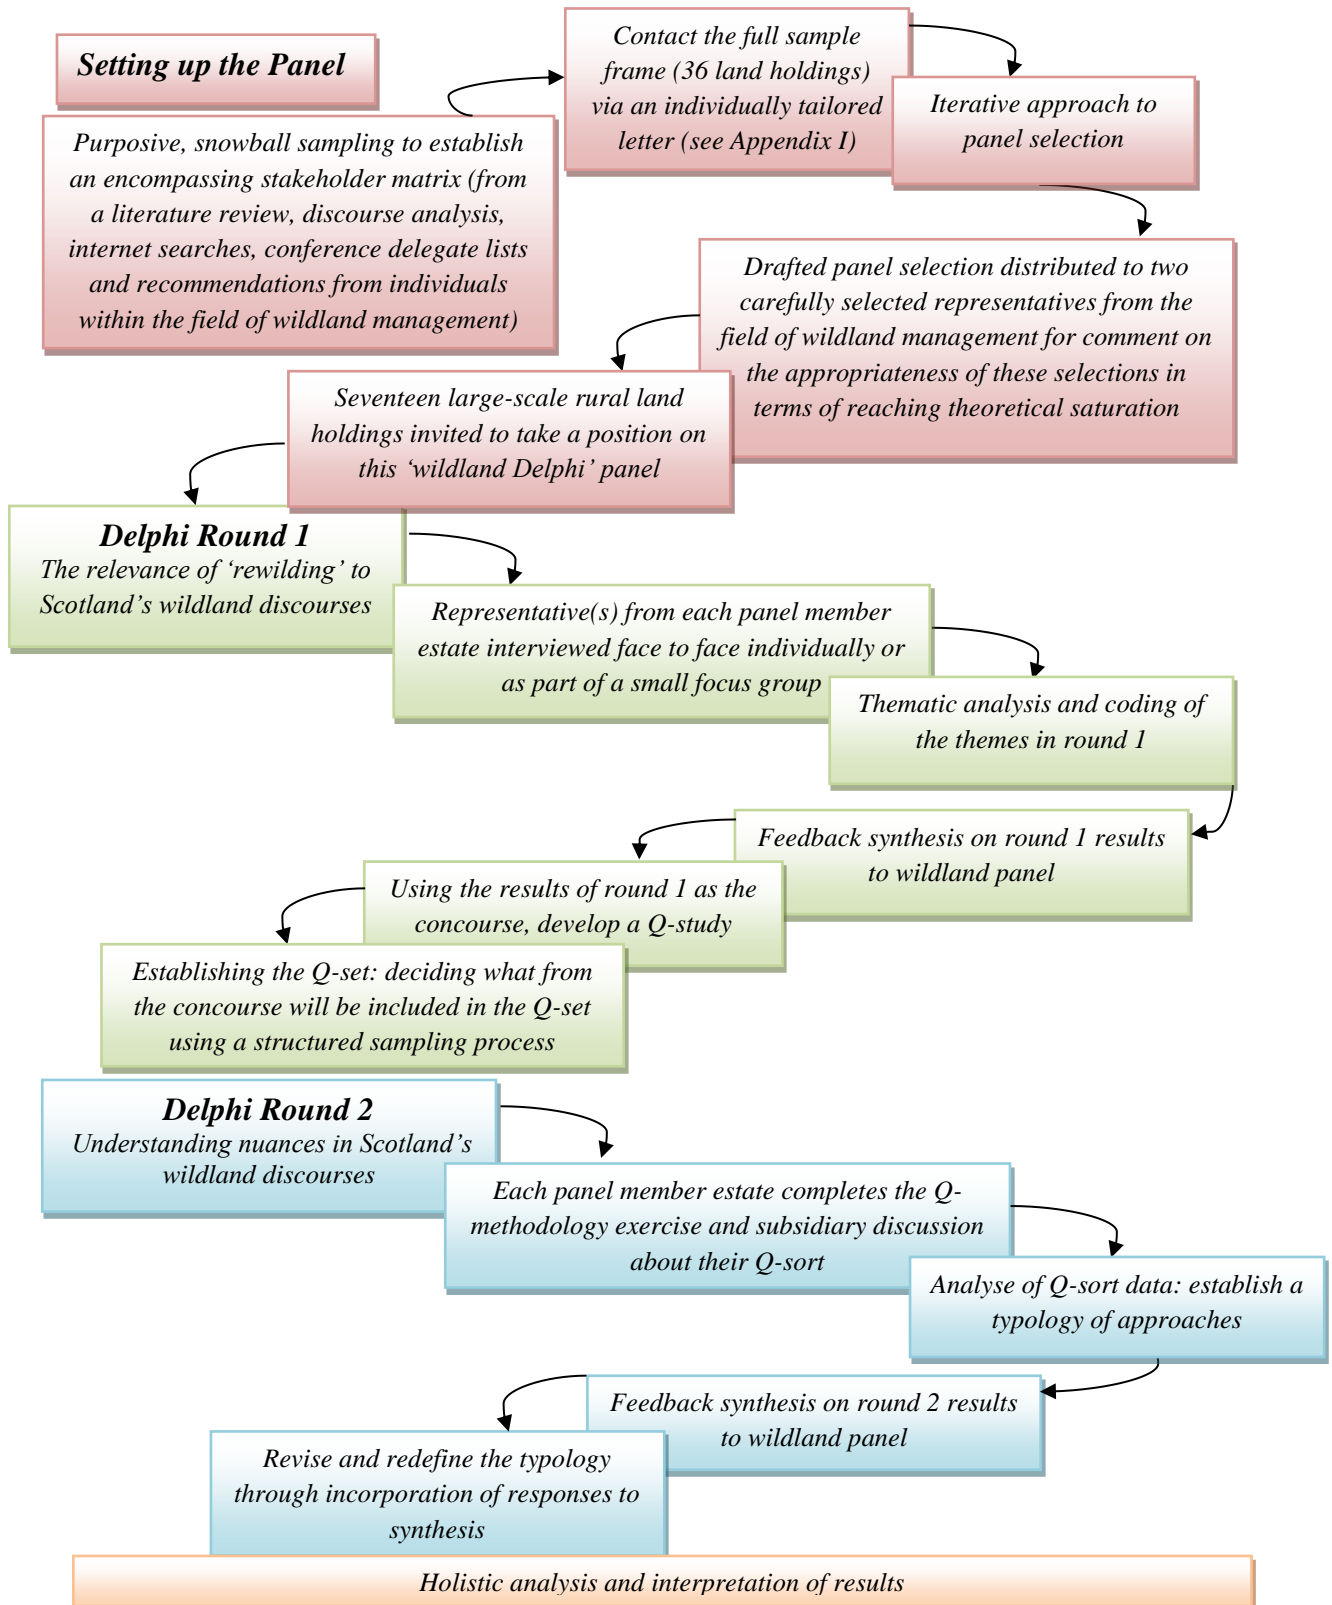 Setting up the Panel
Purposive, snowball sampling to establish
an encompassing stakeholder matrix (from
a literature review, discourse analysis,
internet searches, conference delegate lists
and recommendations from individuals
within the field of wildland management)
Contact the full sample
frame (36 land holdings)
via an individually tailored
letter (see Appendix I)
Iterative approach to
panel selection
Drafted panel selection distributed to two
carefully selected representatives from the
field of wildland management for comment on
the appropriateness of these selections in
terms of reaching theoretical saturation
Seventeen large-scale rural land
holdings invited to take a position on
this ‘wildland Delphi’ panel
Delphi Round 1
The relevance of ‘rewilding’ to
Scotland’s wildland discourses
Representative(s) from each panel member
estate interviewed face to face individually or
as part of a small focus group
Thematic analysis and coding of
the themes in round 1
Feedback synthesis on round 1 results
to wildland panel
Using the results of round 1 as the
concourse, develop a Q-study
Establishing the Q-set: deciding what from
the concourse will be included in the Q-set
using a structured sampling process
Delphi Round 2
Understanding nuances in Scotland’s
wildland discourses
Each panel member estate completes the Q-
methodology exercise and subsidiary discussion
about their Q-sort
Analyse of Q-sort data: establish a
typology of approaches
Feedback synthesis on round 2 results
to wildland panel
Revise and redefine the typology
through incorporation of responses to
synthesis
Holistic analysis and interpretation of results